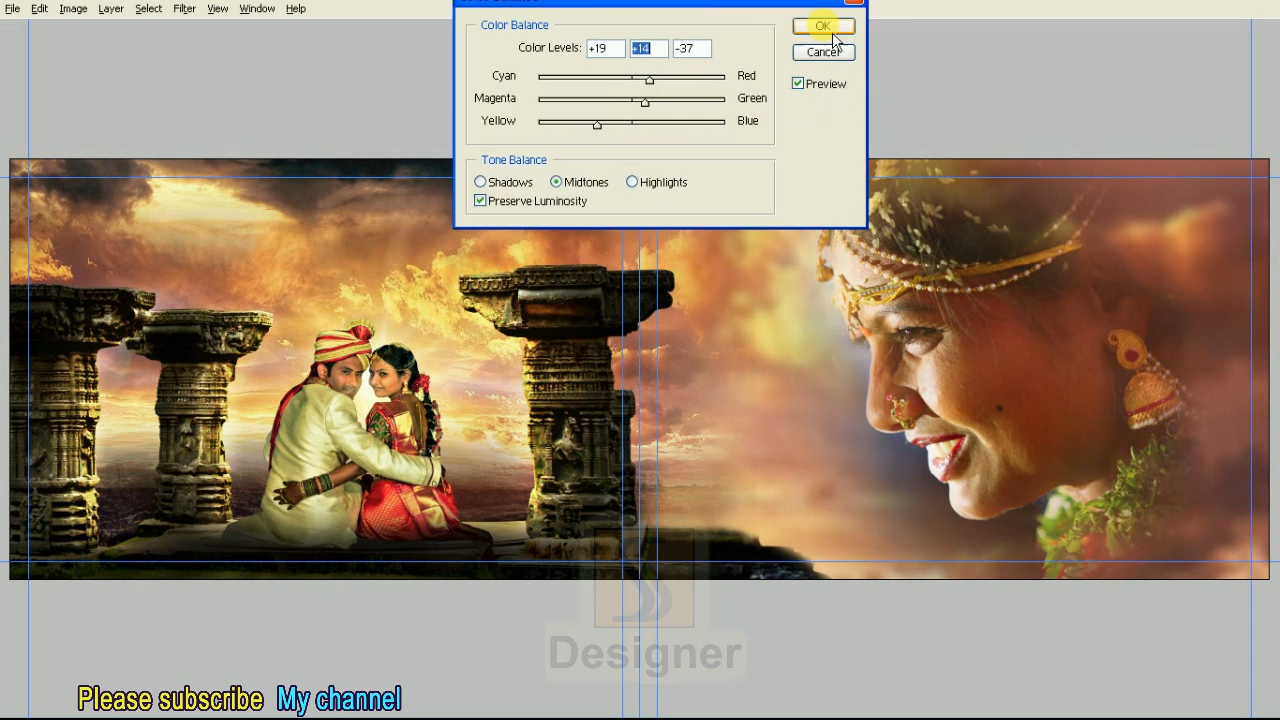 File Edit Image Layer Select Filter View Window Help
Color Balance
OK
Color Levels: +19 +14 -37
Cancel
Cyan Red
Preview
Magenta Green
Yellow Blue
Tone Balance
Shadows Midtones Highlights
Preserve Luminosity
Designer
Please subscribe My channel